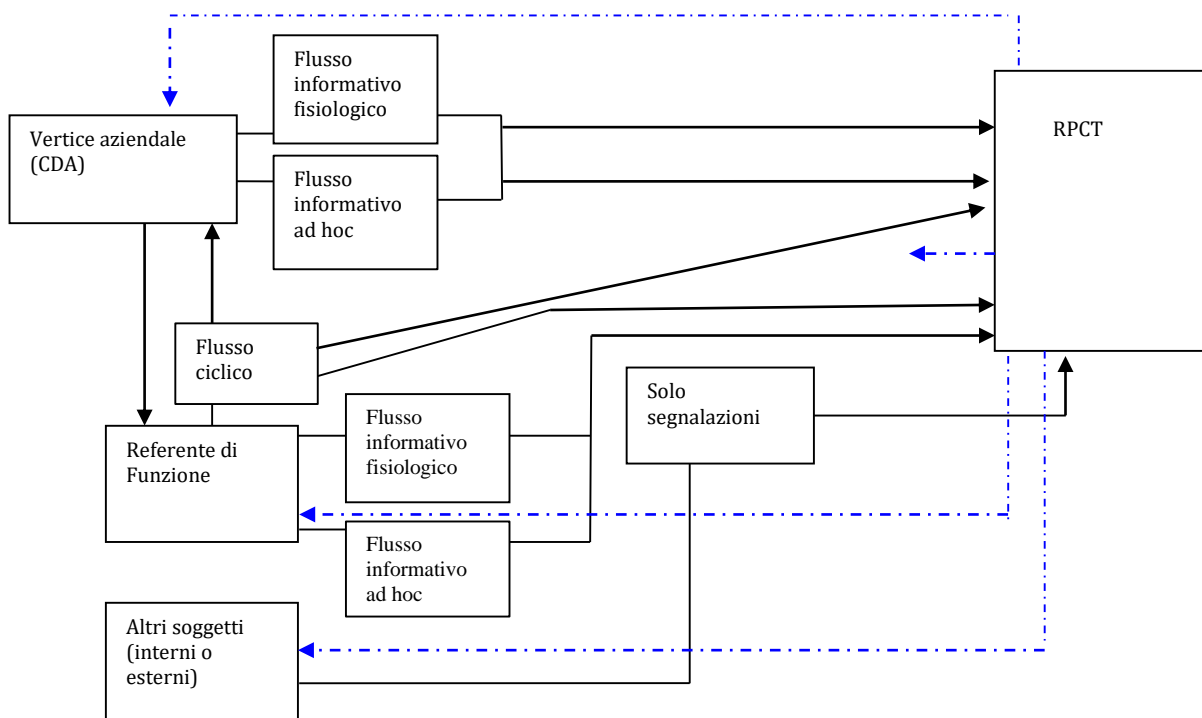 Flusso
informativo
fisiologico
Vertice aziendale
(CDA)
RPCT
Flusso
informativo
ad hoc
Flusso
ciclico
Solo
segnalazioni
Referente di
Funzione
Flusso
informativo
fisiologico
Flusso
informativo
ad hoc
Altri soggetti
(interni o
esterni)